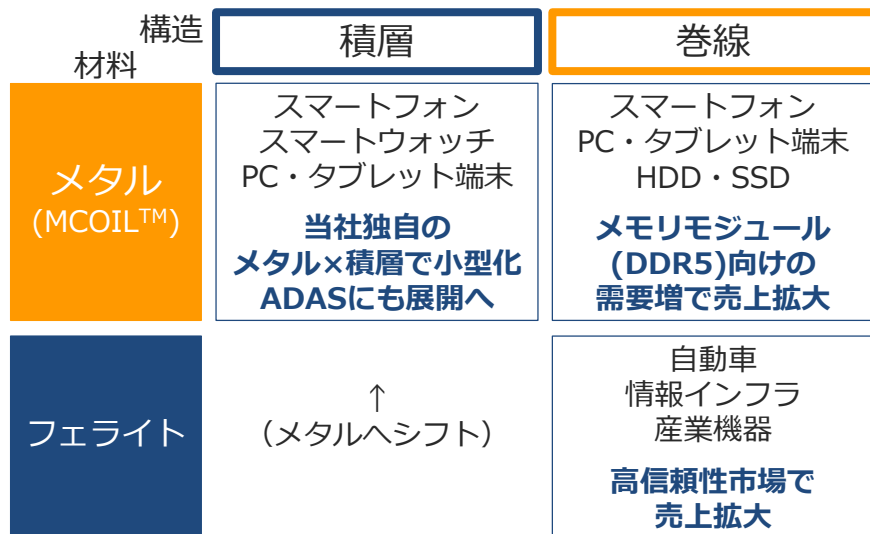 構造
材料
積層
巻線
メタル
(MCOIL™)
スマートフォン
スマートウォッチ
PC・タブレット端末
当社独自の
メタル×積層で小型化
ADASにも展開へ
スマートフォン
PC・タブレット端末
HDD・SSD
メモリモジュール
(DDR5)向けの
需要増で売上拡大
フェライト
↑
(メタルへシフト)
自動車
情報インフラ
産業機器
高信頼性市場で
売上拡大